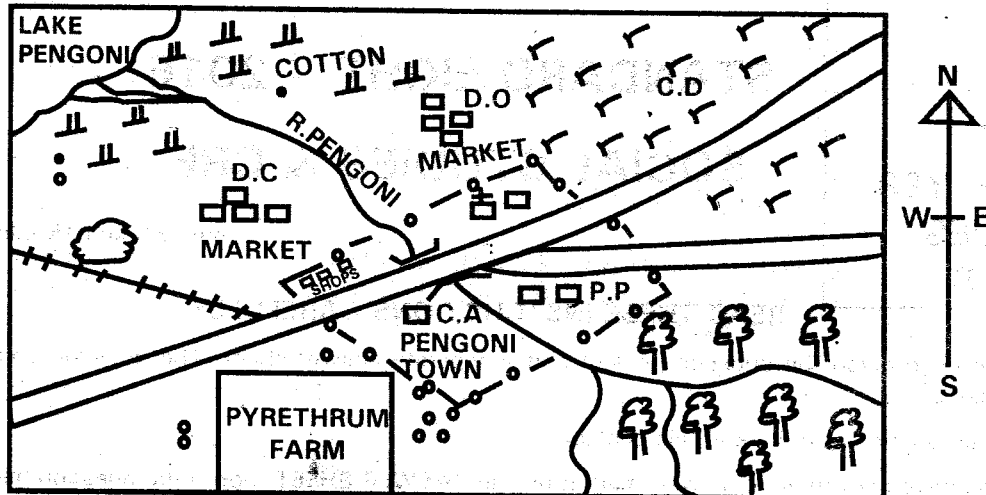 LAKE
PENGONI
COTTON
C.D
N
D.O
R.PENGONI
MARKET
D.C
W
E
MARKET
SHOPS
P.P
C.A
PENGONI
TOWN
S
PYRETHRUM
FARM